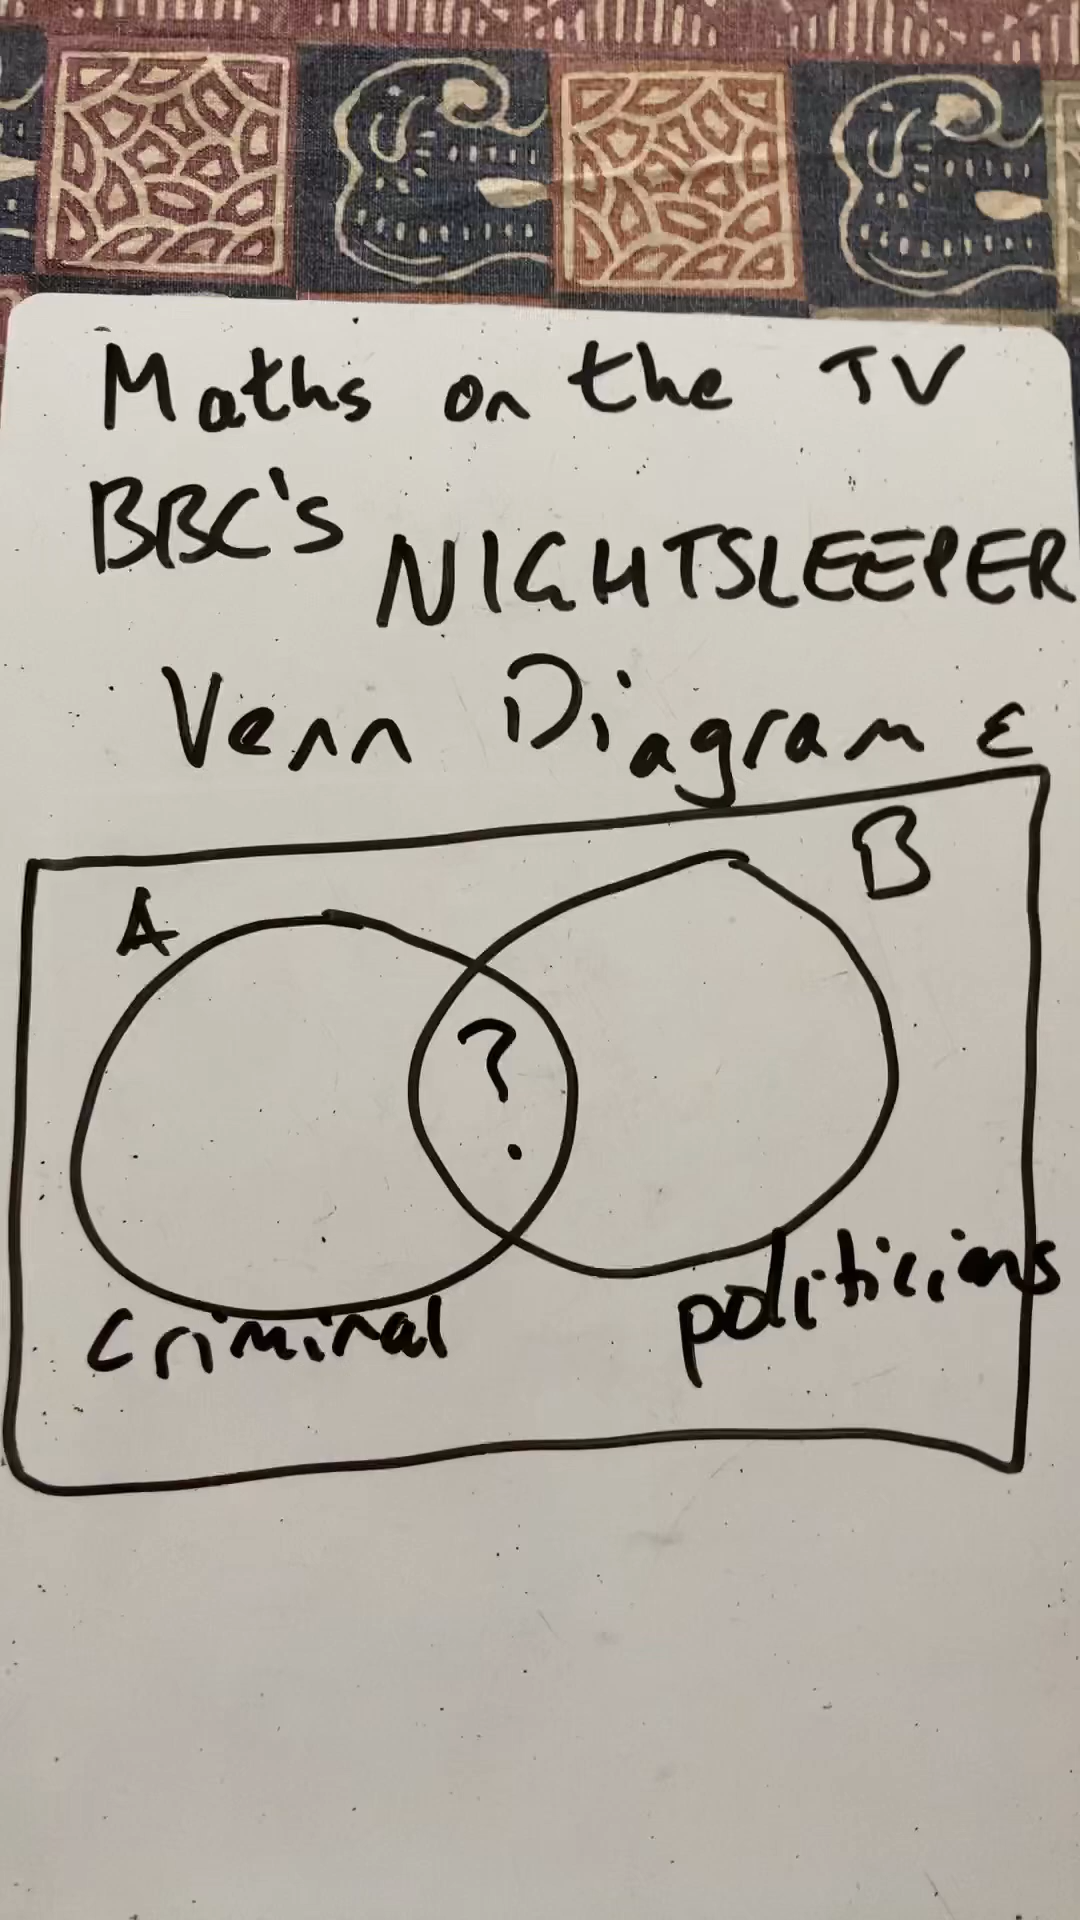 Maths on the TV
BBC's NIGHTSLEEPER
Venn Diagram ε
A B
?
criminal politicians